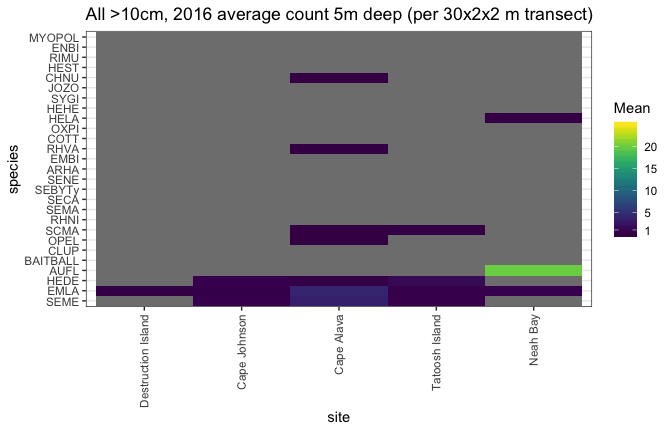 All >10cm, 2016 average count 5m deep (per 30x2x2 m transect)
species
MYOPOL
ENBI
RIMU
HEST
CHNU
JOZO
SYGI
HEHE
HELA
OXPI
COTT
RHVA
EMBI
ARHA
SENE
SEBYTy
SECA
SEMA
RHNI
SCMA
OPEL
CLUP
BAITBALL
AUFL
HEDE
EMLA
SEME
Destruction Island
Cape Johnson
Cape Alava
Tatoosh Island
Neah Bay
site
Mean
20
15
10
5
1